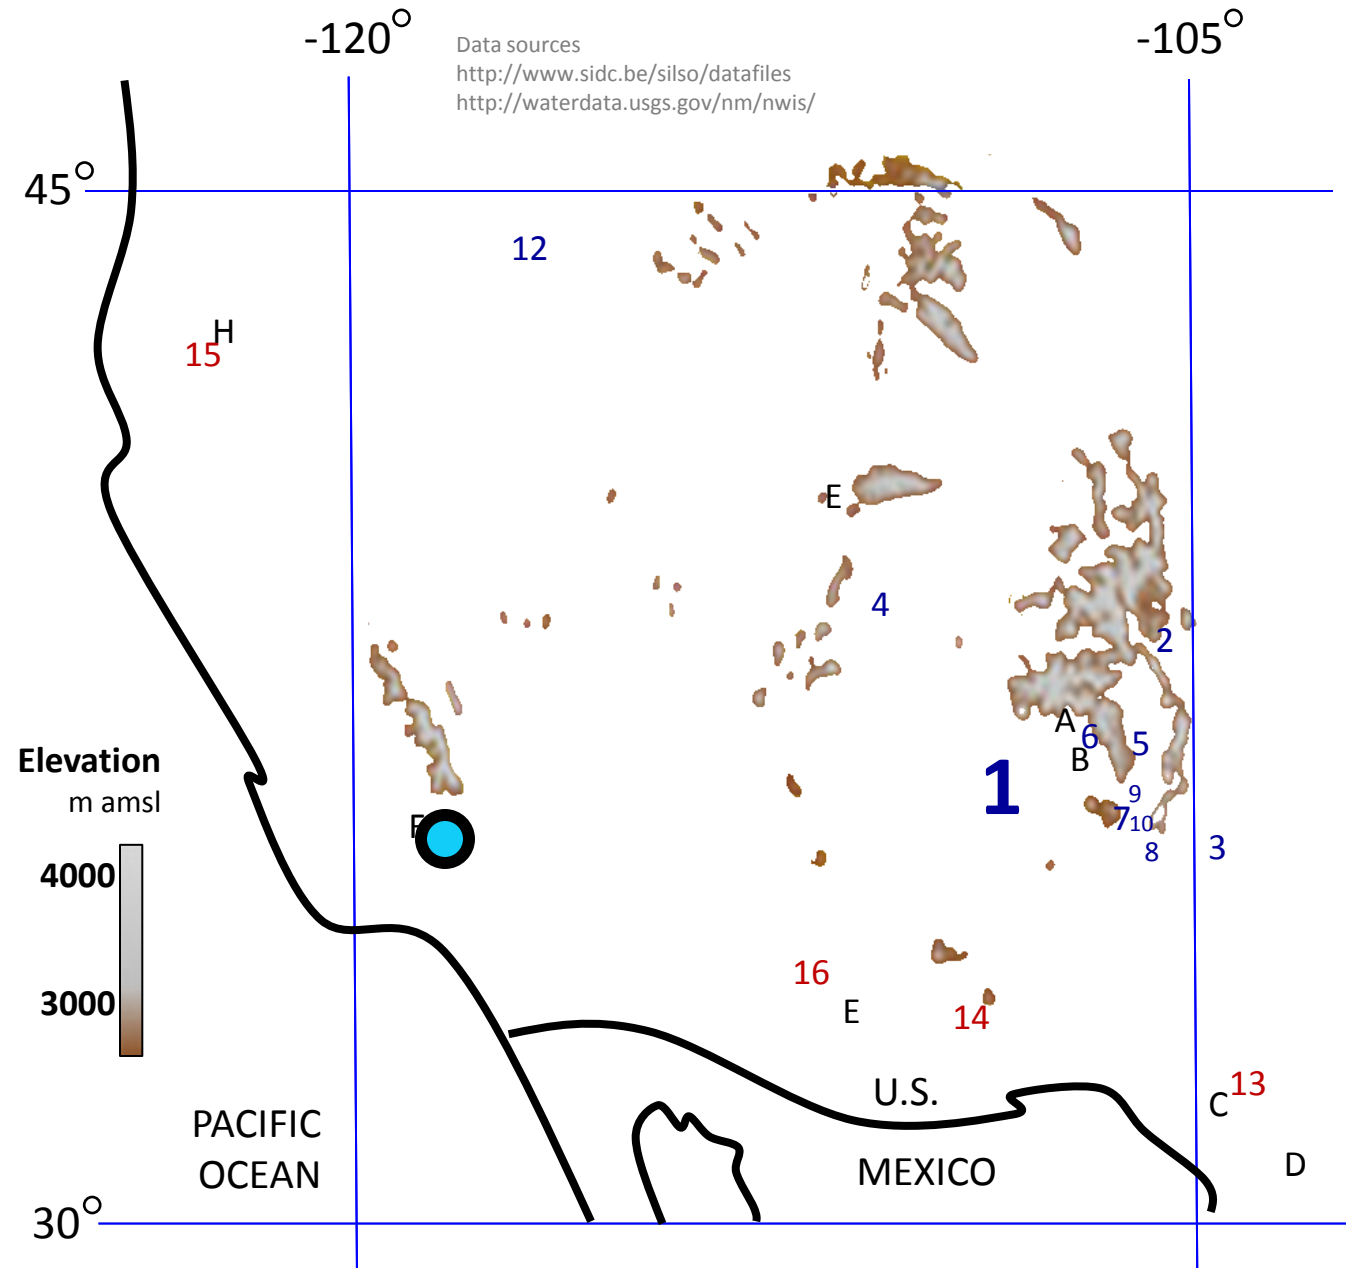 -120°
-105°
Data sources
http://www.sidc.be/silso/datafiles
http://waterdata.usgs.gov/nm/nwis/
45°
12
H
15
E
4
2
A
6
5
B
1
9
7
10
8
3
F
Elevation
m amsl
4000
3000
16
E
14
13
C
U.S.
D
PACIFIC
OCEAN
MEXICO
30°